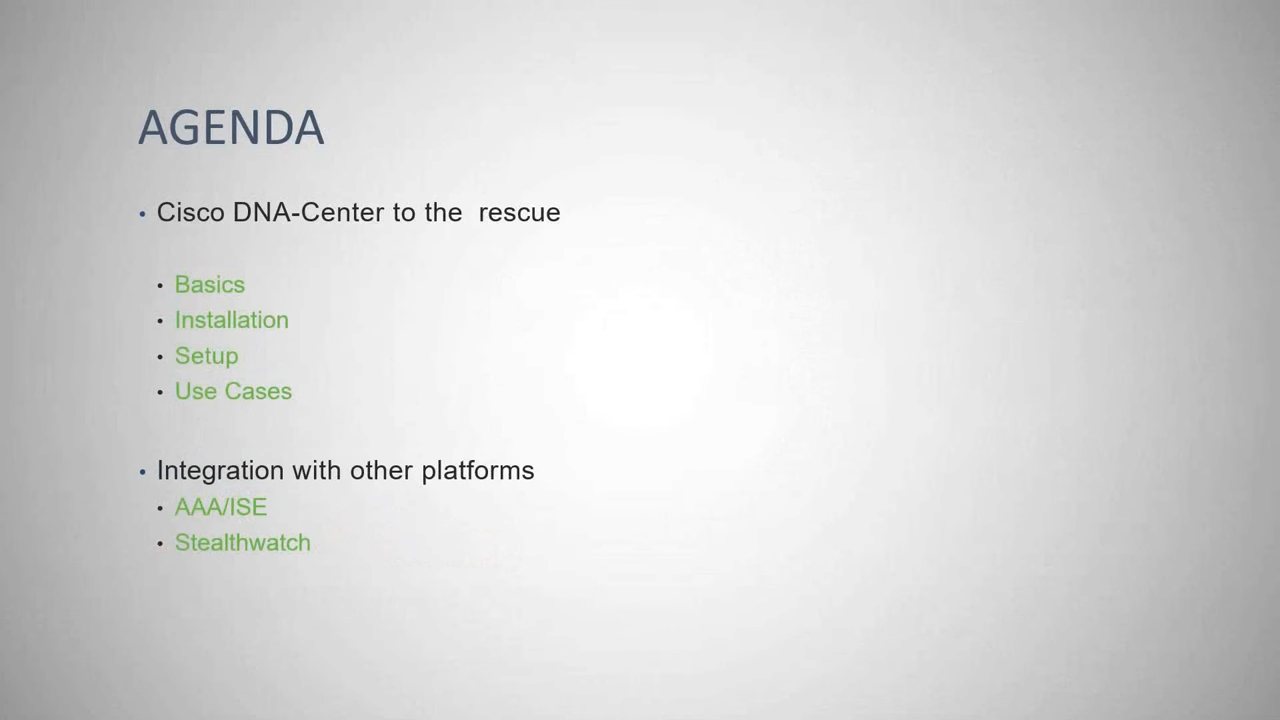 AGENDA
• Cisco DNA-Center to the  rescue
• Basics
• Installation
• Setup
• Use Cases
• Integration with other platforms
• AAA/ISE
• Stealthwatch